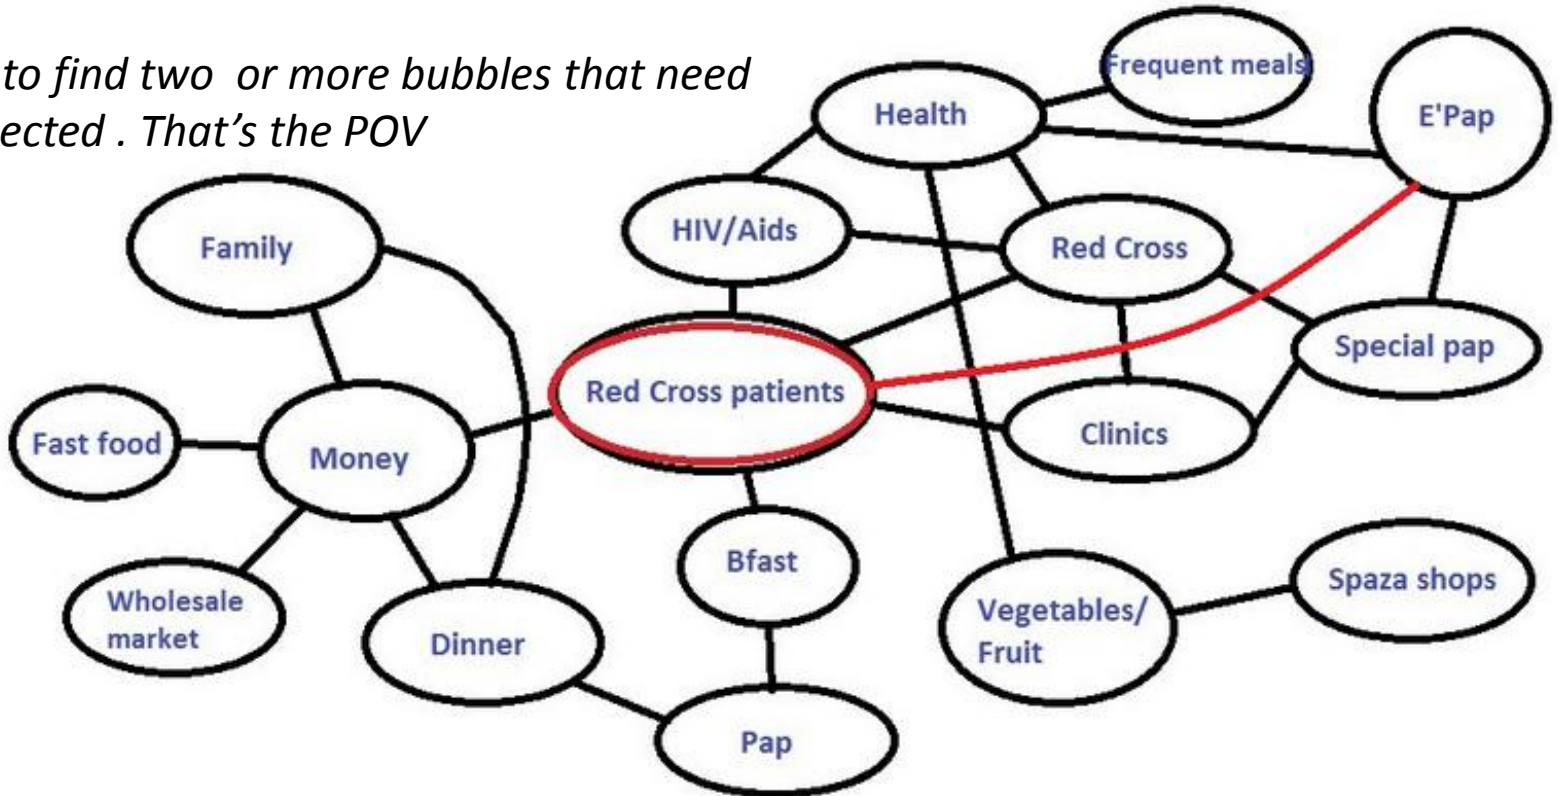 to find two or more bubbles that need
ected . That’s the POV
Frequent meals
Health
E'Pap
HIV/Aids
Red Cross
Family
Special pap
Red Cross patients
Clinics
Fast food
Money
Bfast
Spaza shops
Wholesale
market
Vegetables/
Fruit
Dinner
Pap